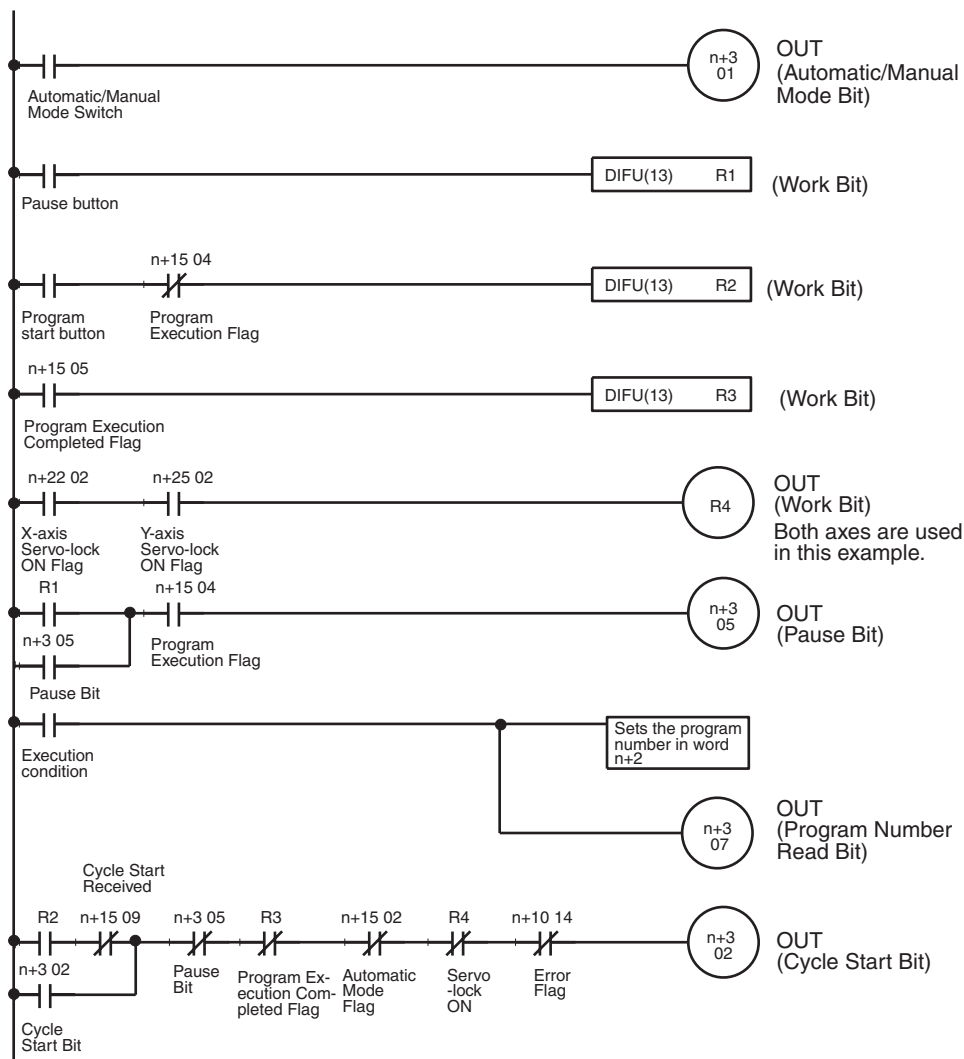 n+3
01
OUT
(Automatic/Manual
Mode Bit)
Automatic/Manual
Mode Switch
DIFU(13) R1
(Work Bit)
Pause button
n+15 04
DIFU(13) R2
(Work Bit)
Program
start button
Program
Execution Flag
n+15 05
DIFU(13) R3
(Work Bit)
Program Execution
Completed Flag
n+22 02
n+25 02
R4
OUT
(Work Bit)
Both axes are used
in this example.
X-axis
Servo-lock
ON Flag
Y-axis
Servo-lock
ON Flag
R1
n+15 04
n+3
05
OUT
(Pause Bit)
n+3 05
Program
Execution Flag
Pause Bit
Execution
condition
Sets the program
number in word
n+2
n+3
07
OUT
(Program Number
Read Bit)
Cycle Start
Received
R2
n+15 09
n+3 05
R3
n+15 02
R4
n+10 14
n+3
02
OUT
(Cycle Start Bit)
n+3 02
Pause
Bit
Program Ex-
ecution Com-
pleted Flag
Automatic
Mode
Flag
Servo
-lock
ON
Error
Flag
Cycle
Start Bit